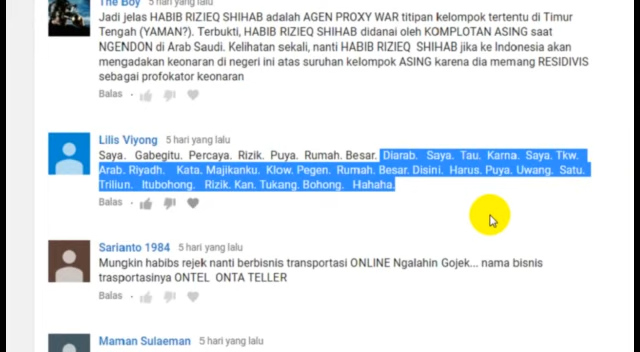 The Boy 5 hari yang lalu
Jadi jelas HABIB RIZIEQ SHIHAB adalah AGEN PROXY WAR titipan kelompok tertentu di Timur
Tengah (YAMAN?). Terbukti, HABIB RIZIEQ SHIHAB didanai oleh KOMPLOTAN ASING saat
NGENDON di Arab Saudi. Kelihatan sekali, nanti HABIB RIZIEQ SHIHAB jika ke Indonesia akan
mengadakan keonaran di negeri ini atas suruhan kelompok ASING karena dia memang RESIDIVIS
sebagai profokator keonaran
Balas
Lilis Viyong 5 hari yang lalu
Saya. Gabegitu. Percaya. Rizik. Puya. Rumah. Besar. Diarab. Saya. Tau. Karna. Saya. Tkw.
Arab. Riyadh. Kata. Majikanku. Klow. Pegen. Rumah. Besar. Disini. Harus. Puya. Uwang. Satu.
Triliun. Itubohong. Rizik. Kan. Tukang. Bohong. Hahaha.
Balas
Sarianto 1984 5 hari yang lalu
Mungkin habibs rejek nanti berbisnis transportasi ONLINE Ngalahin Gojek... nama bisnis
trasportasinya ONTEL ONTA TELLER
Balas
Maman Sulaeman 5 hari yang lalu